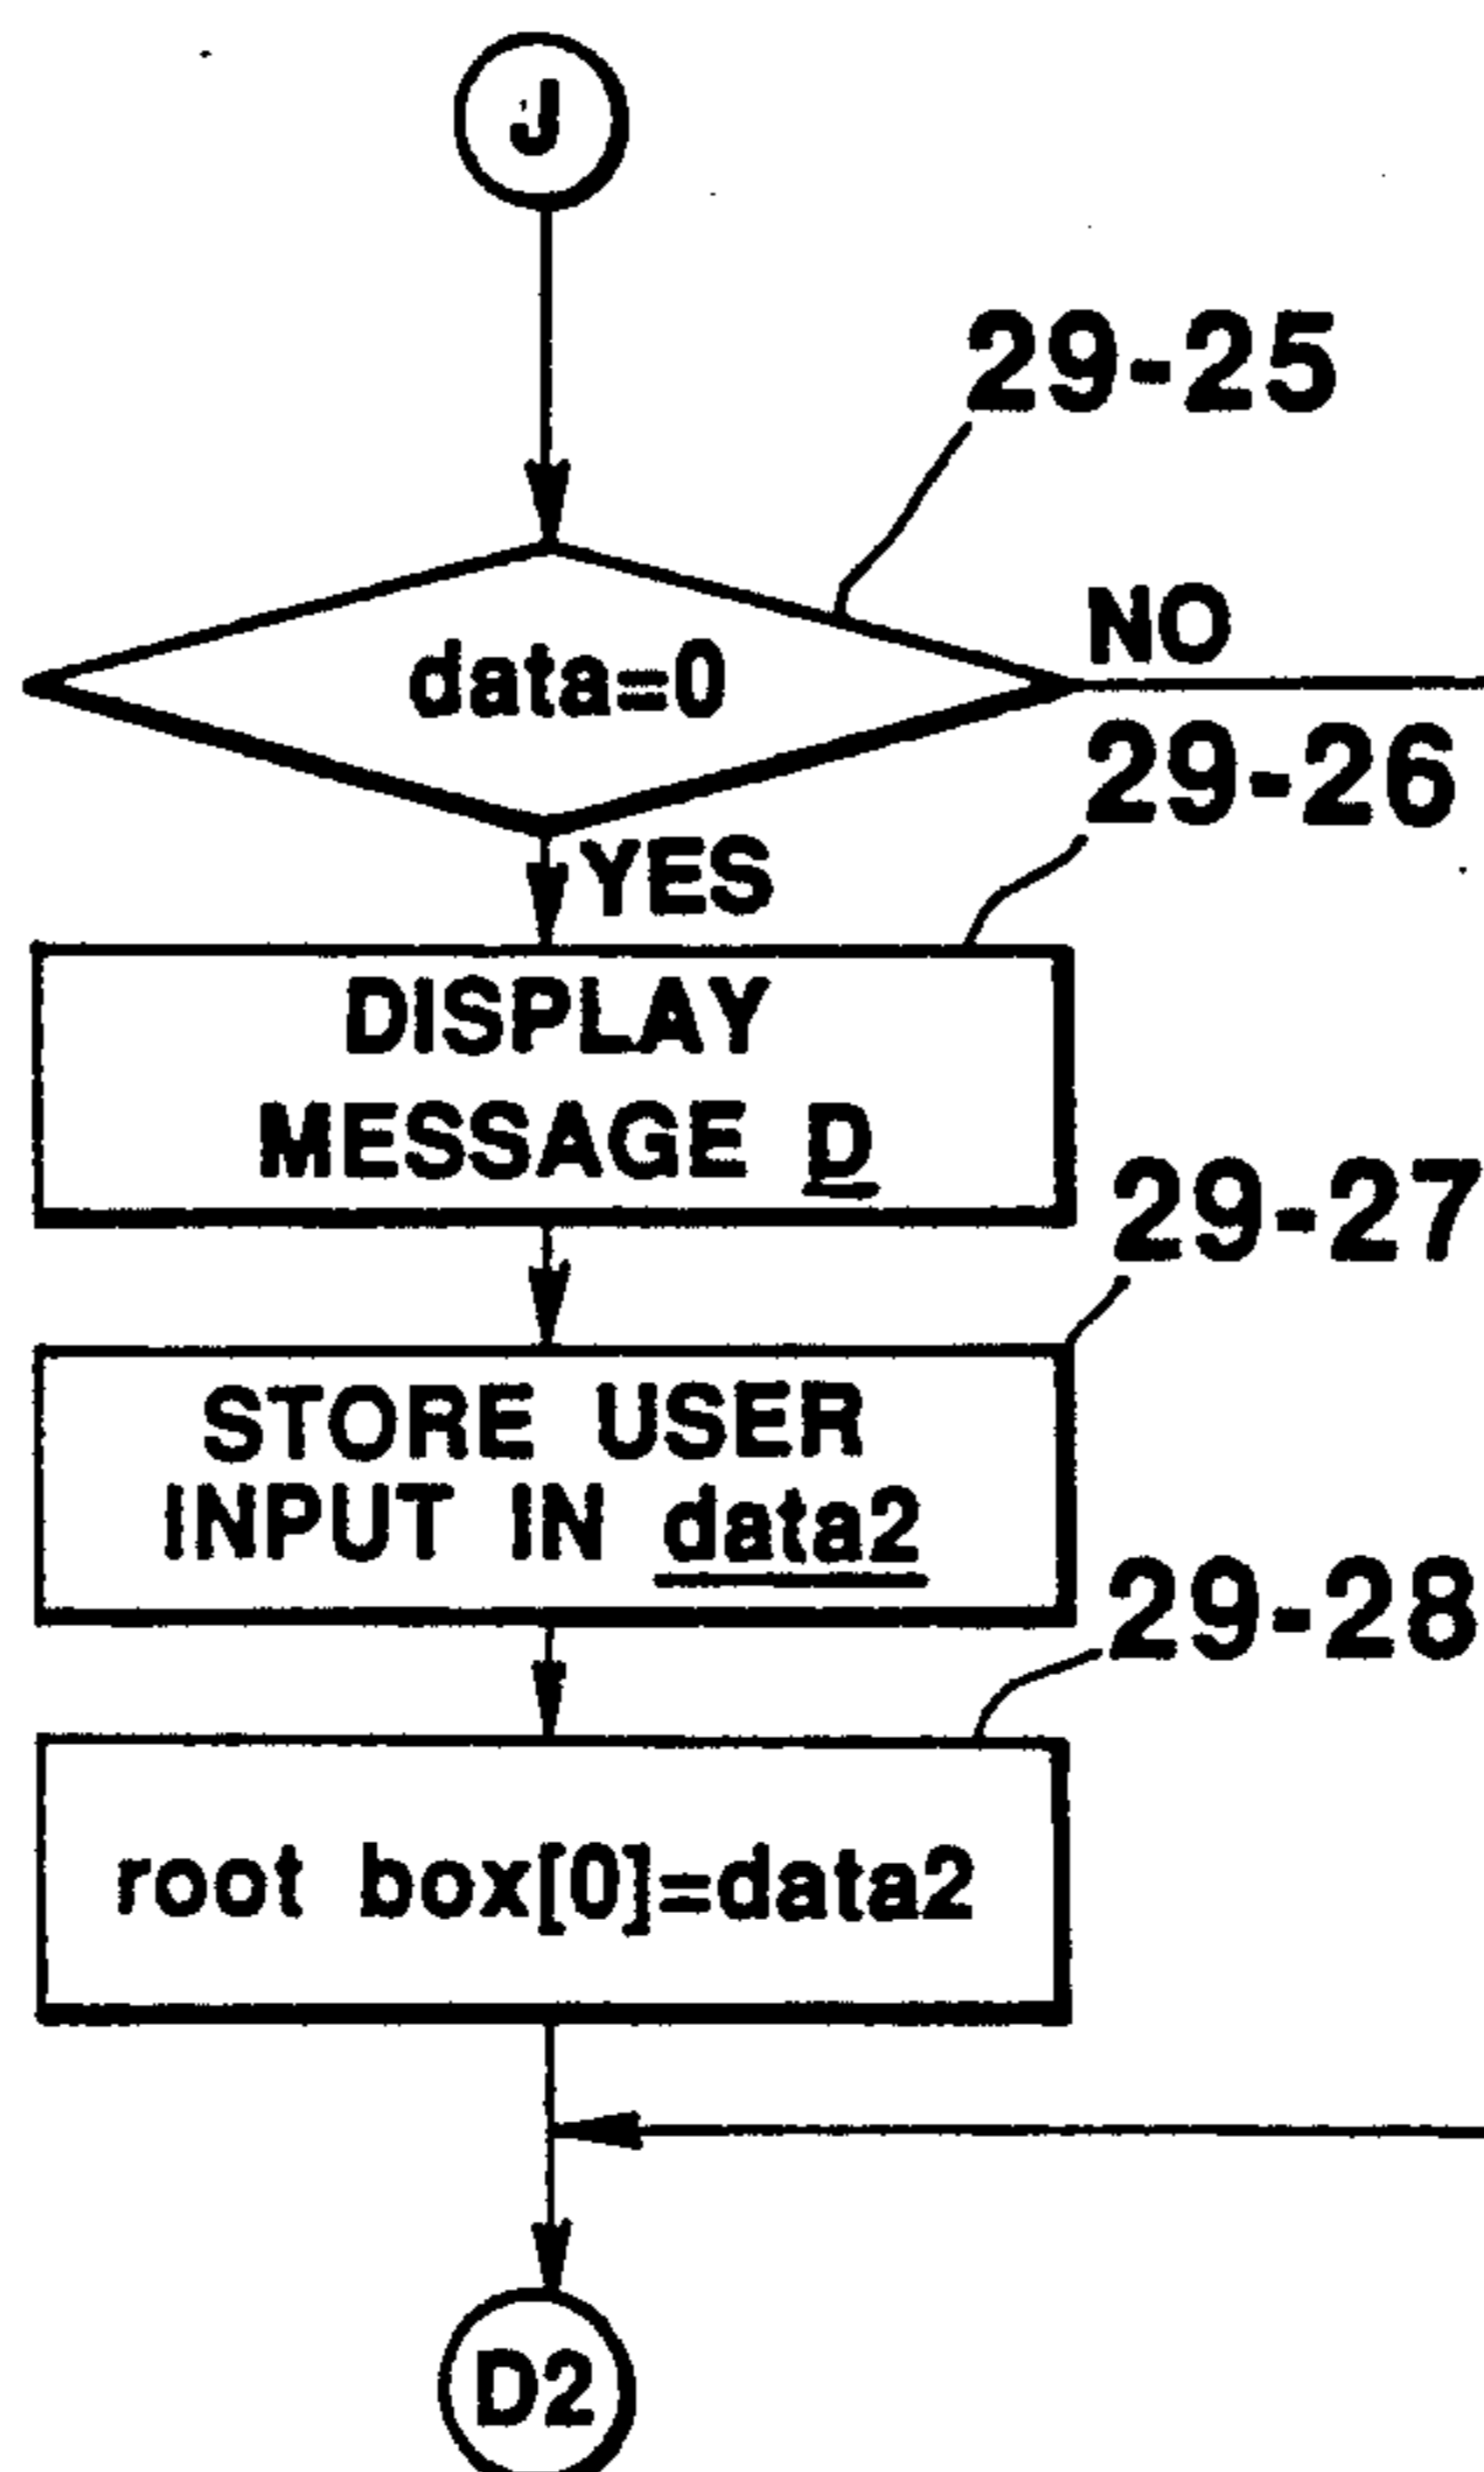 J
29-25
data=0
NO
29-26
YES
DISPLAY
MESSAGE D
29-27
STORE USER
INPUT IN data2
29-28
root box[0]=data2
D2